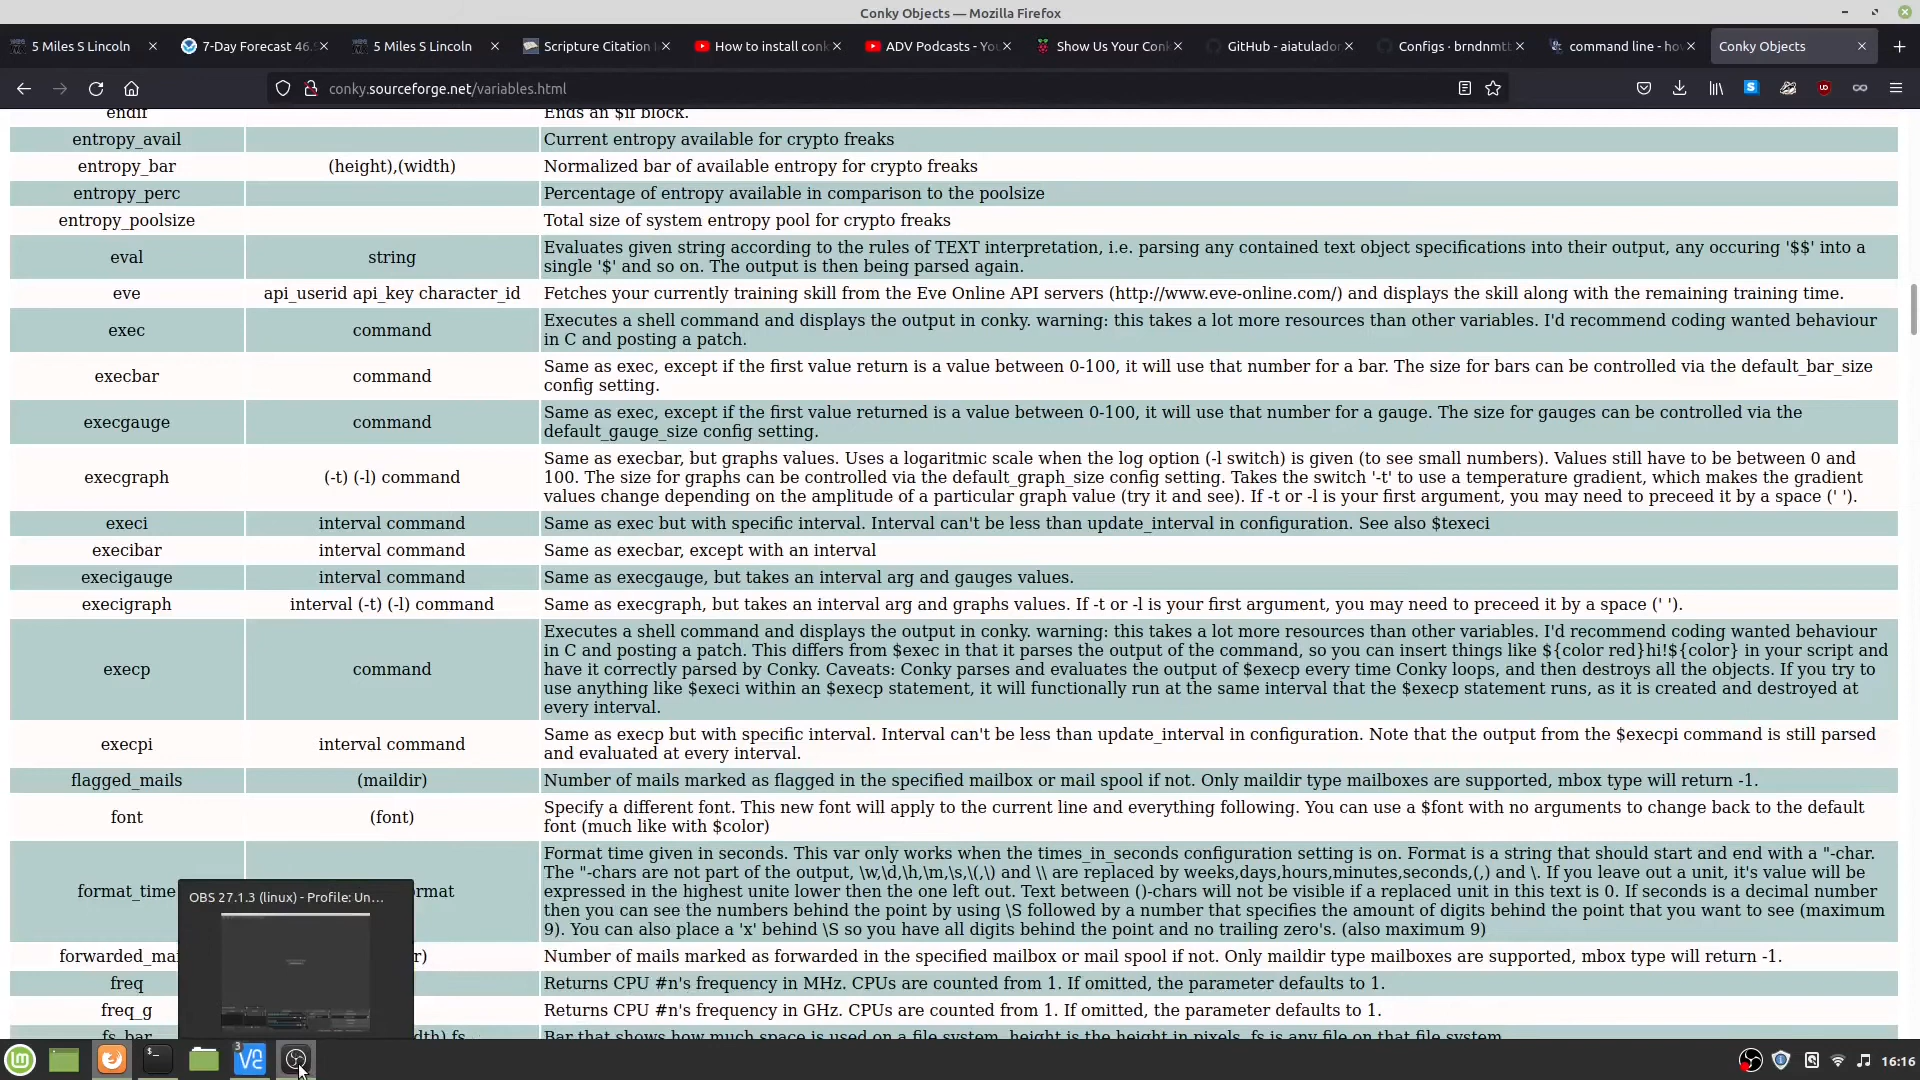 Conky Objects — Mozilla Firefox
5 Miles S Lincoln
7-Day Forecast 46.
5 Miles S Lincoln
Scripture Citation I
How to install conk
ADV Podcasts - You
Show Us Your Conk
GitHub - aiatulador
Configs · brndnmtt
command line - how
Conky Objects
conky.sourceforge.net/variables.html
endif Ends an $if block.
entropy_avail Current entropy available for crypto freaks
entropy_bar (height),(width) Normalized bar of available entropy for crypto freaks
entropy_perc Percentage of entropy available in comparison to the poolsize
entropy_poolsize Total size of system entropy pool for crypto freaks
eval string Evaluates given string according to the rules of TEXT interpretation, i.e. parsing any contained text object specifications into their output, any occuring '$$' into a
single '$' and so on. The output is then being parsed again.
eve api_userid api_key character_id Fetches your currently training skill from the Eve Online API servers (http://www.eve-online.com/) and displays the skill along with the remaining training time.
exec command Executes a shell command and displays the output in conky. warning: this takes a lot more resources than other variables. I'd recommend coding wanted behaviour
in C and posting a patch.
execbar command Same as exec, except if the first value return is a value between 0-100, it will use that number for a bar. The size for bars can be controlled via the default_bar_size
config setting.
execgauge command Same as exec, except if the first value returned is a value between 0-100, it will use that number for a gauge. The size for gauges can be controlled via the
default_gauge_size config setting.
execgraph (-t) (-l) command Same as execbar, but graphs values. Uses a logaritmic scale when the log option (-l switch) is given (to see small numbers). Values still have to be between 0 and
100. The size for graphs can be controlled via the default_graph_size config setting. Takes the switch '-t' to use a temperature gradient, which makes the gradient
values change depending on the amplitude of a particular graph value (try it and see). If -t or -l is your first argument, you may need to preceed it by a space (' ').
execi interval command Same as exec but with specific interval. Interval can't be less than update_interval in configuration. See also $texeci
execibar interval command Same as execbar, except with an interval
execigauge interval command Same as execgauge, but takes an interval arg and gauges values.
execigraph interval (-t) (-l) command Same as execgraph, but takes an interval arg and graphs values. If -t or -l is your first argument, you may need to preceed it by a space (' ').
execp command Executes a shell command and displays the output in conky. warning: this takes a lot more resources than other variables. I'd recommend coding wanted behaviour
in C and posting a patch. This differs from $exec in that it parses the output of the command, so you can insert things like ${color red}hi!${color} in your script and
have it correctly parsed by Conky. Caveats: Conky parses and evaluates the output of $execp every time Conky loops, and then destroys all the objects. If you try to
use anything like $execi within an $execp statement, it will functionally run at the same interval that the $execp statement runs, as it is created and destroyed at
every interval.
execpi interval command Same as execp but with specific interval. Interval can't be less than update_interval in configuration. Note that the output from the $execpi command is still parsed
and evaluated at every interval.
flagged_mails (maildir) Number of mails marked as flagged in the specified mailbox or mail spool if not. Only maildir type mailboxes are supported, mbox type will return -1.
font (font) Specify a different font. This new font will apply to the current line and everything following. You can use a $font with no arguments to change back to the default
font (much like with $color)
format_time ormat Format time given in seconds. This var only works when the times_in_seconds configuration setting is on. Format is a string that should start and end with a "-char.
The "-chars are not part of the output, \w,\d,\h,\m,\s,\(,\) and \\ are replaced by weeks,days,hours,minutes,seconds,(,) and \. If you leave out a unit, it's value will be
expressed in the highest unite lower then the one left out. Text between ()-chars will not be visible if a replaced unit in this text is 0. If seconds is a decimal number
then you can see the numbers behind the point by using \S followed by a number that specifies the amount of digits behind the point that you want to see (maximum
9). You can also place a 'x' behind \S so you have all digits behind the point and no trailing zero's. (also maximum 9)
OBS 27.1.3 (linux) - Profile: Un...
forwarded_mai r) Number of mails marked as forwarded in the specified mailbox or mail spool if not. Only maildir type mailboxes are supported, mbox type will return -1.
freq Returns CPU #n's frequency in MHz. CPUs are counted from 1. If omitted, the parameter defaults to 1.
freq_g Returns CPU #n's frequency in GHz. CPUs are counted from 1. If omitted, the parameter defaults to 1.
fs_bar dth) fs Bar that shows how much space is used on a file system. height is the height in pixels. fs is any file on that file system.
3
16:16